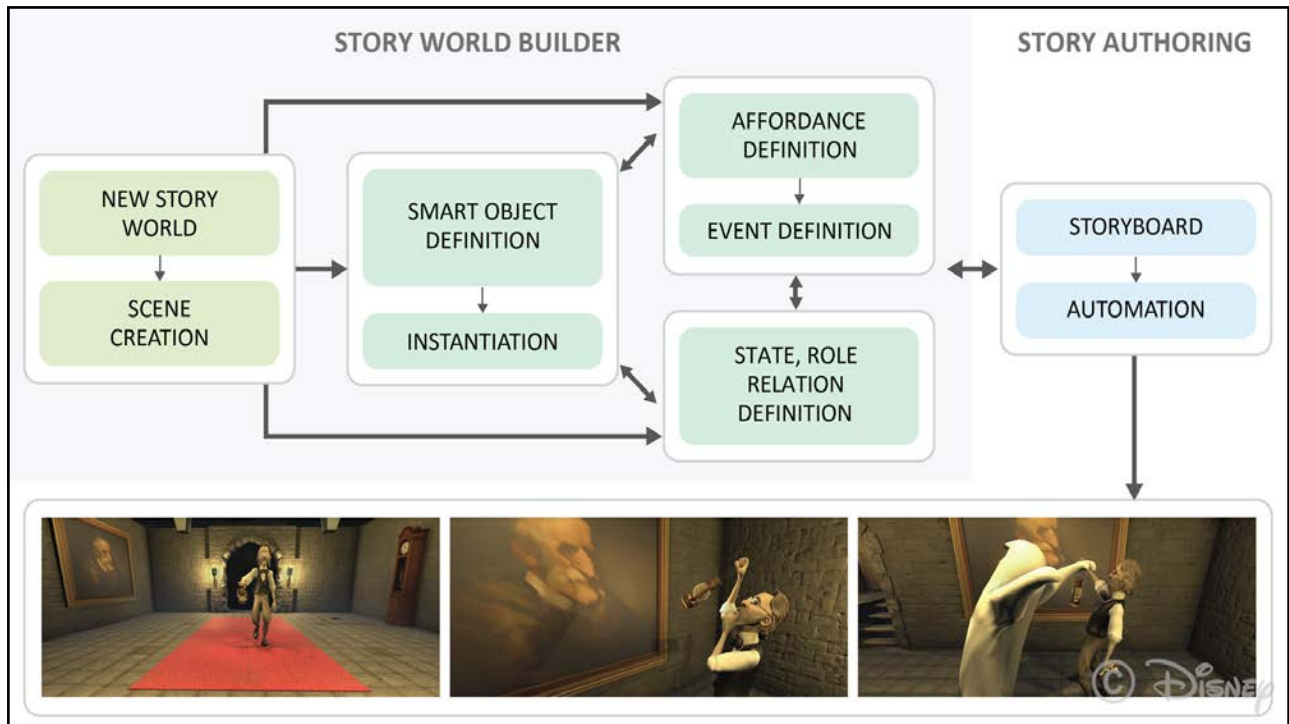 STORY WORLD BUILDER
STORY AUTHORING
NEW STORY
WORLD
SCENE
CREATION
SMART OBJECT
DEFINITION
INSTANTIATION
AFFORDANCE
DEFINITION
EVENT DEFINITION
STATE, ROLE
RELATION
DEFINITION
STORYBOARD
AUTOMATION
© DISNEY